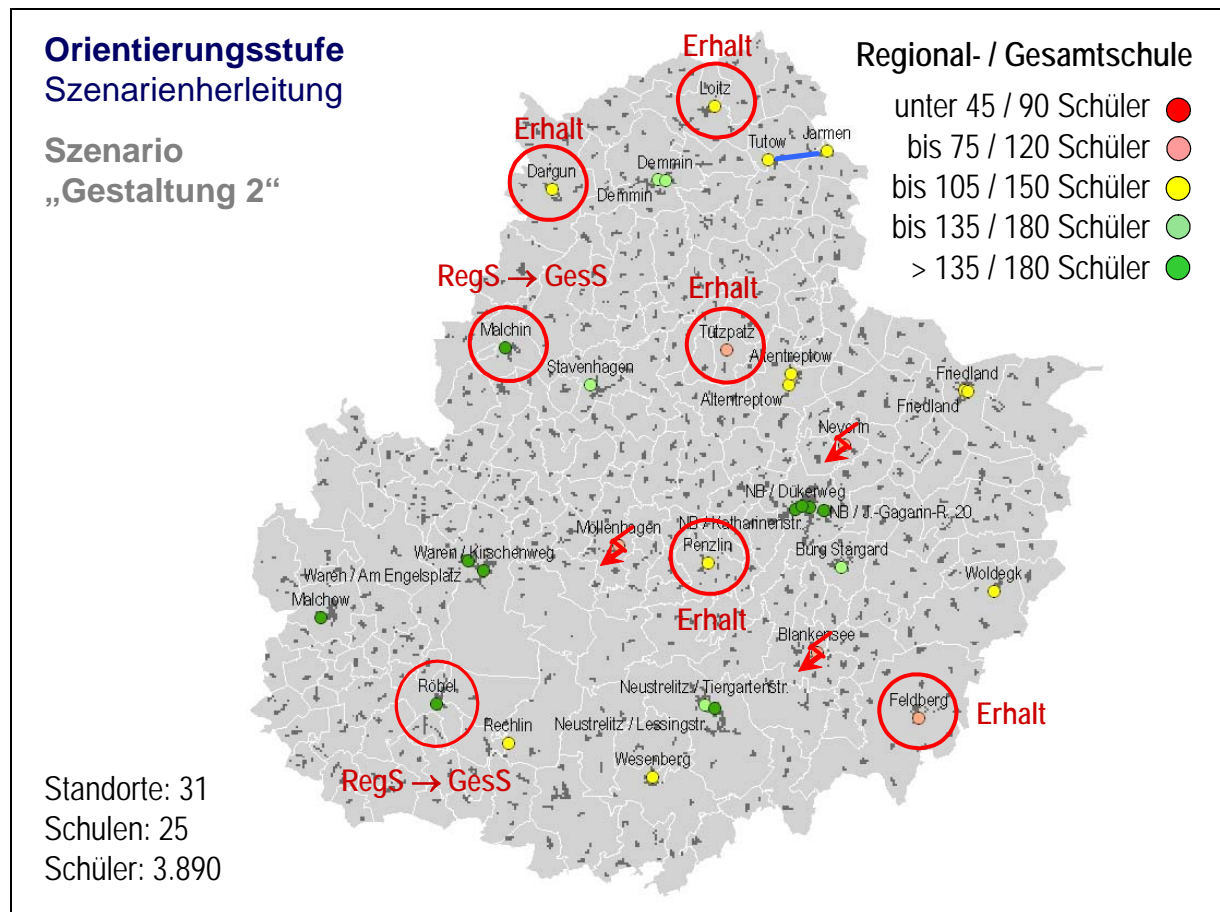 Orientierungsstufe
Szenarienherleitung
Szenario
„Gestaltung 2“
Regional- / Gesamtschule
unter 45 / 90 Schüler
bis 75 / 120 Schüler
bis 105 / 150 Schüler
bis 135 / 180 Schüler
> 135 / 180 Schüler
Erhalt
Loitz
Erhalt
Dargun
Demmin
Demmin
Tutow
Jarmen
RegS → GesS
Malchin
Stavenhagen
Erhalt
Tützpatz
Altentreptow
Altentreptow
Friedland
Friedland
Neverin
NB / Dükerweg
NB / Katharinenstr.
NB / J.-Gagarin-R. 20
Möllenhagen
Penzlin
Erhalt
Burg Stargard
Woldegk
Waren / Kirschenweg
Waren / Am Engelsplatz
Malchow
Blankensee
Röbel
RegS → GesS
Rechlin
Neustrelitz / Tiergartenstr.
Neustrelitz / Lessingstr.
Wesenberg
Feldberg
Erhalt
Standorte: 31
Schulen: 25
Schüler: 3.890